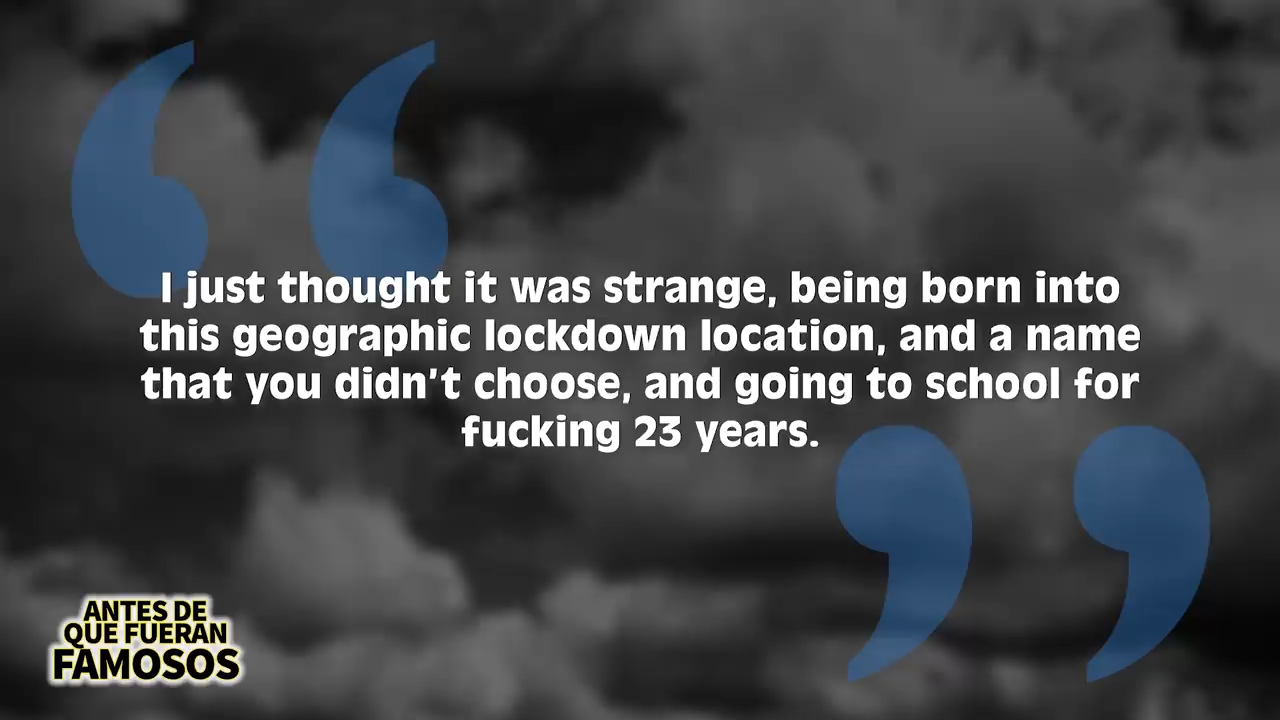 I just thought it was strange, being born into
this geographic lockdown location, and a name
that you didn't choose, and going to school for
fucking 23 years.
ANTES DE
QUE FUERAN
FAMOSOS